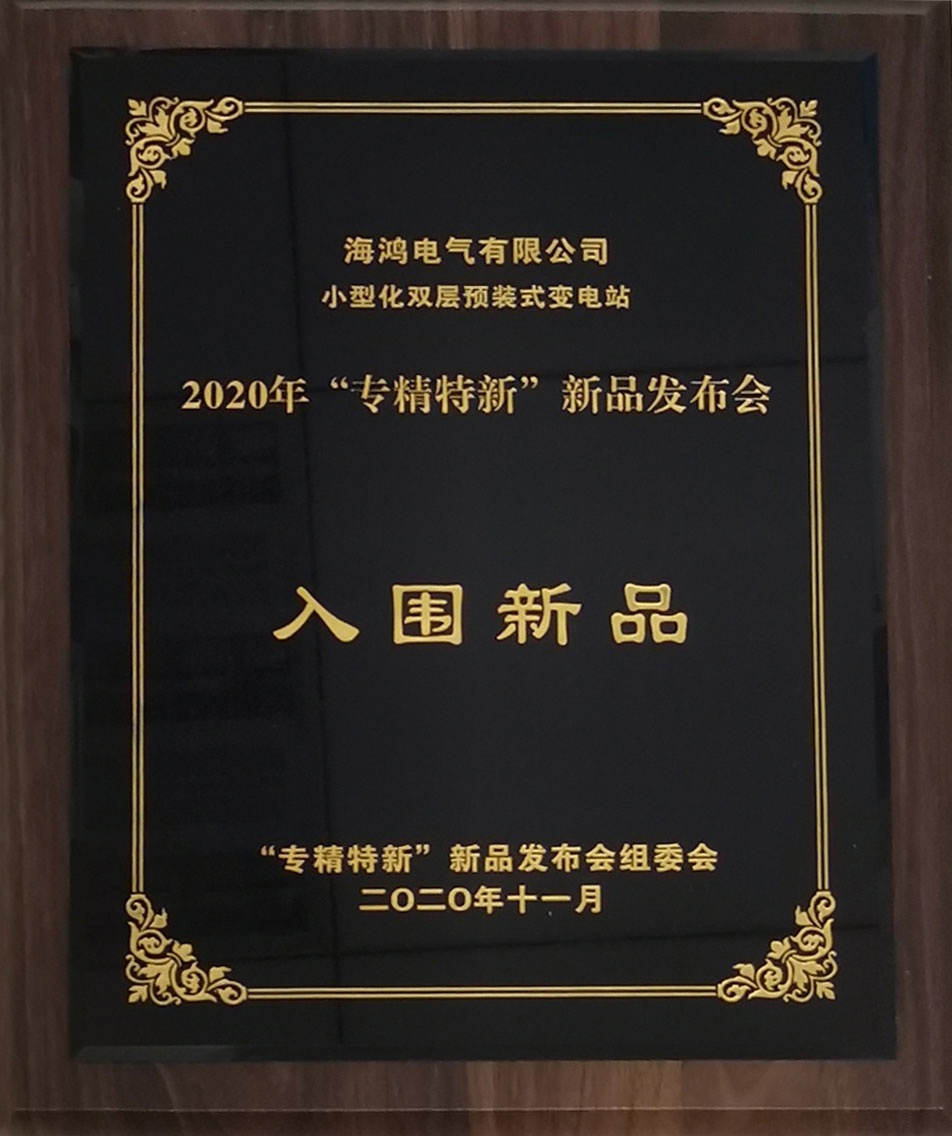 海鸿电气有限公司
小型化双层预装式变电站
2020年“专精特新”新品发布会
入围新品
“专精特新”新品发布会组委会
二〇二〇年十一月